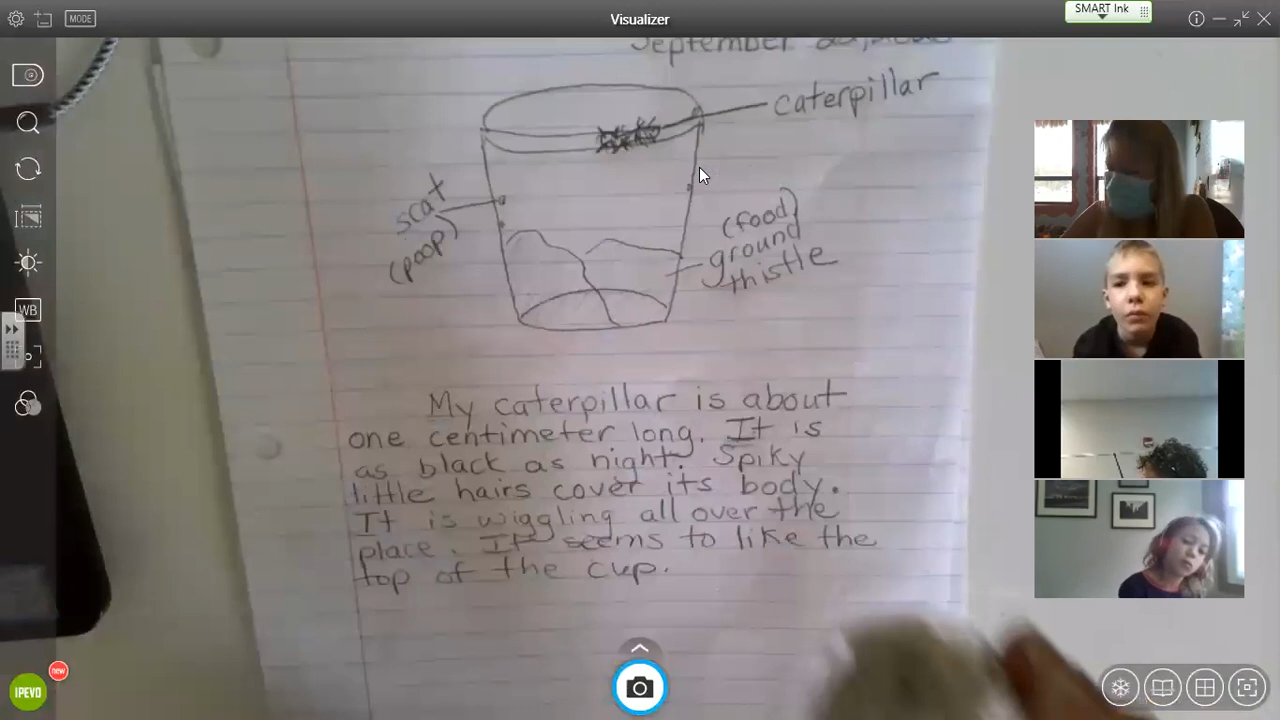 Visualizer
SMART Ink
MODE
September
caterpillar
scat
(poop)
(food)
ground
thistle
WB
My caterpillar is about
one centimeter long. It is
as black as night. Spiky
little hairs cover its body.
It is wiggling all over the
place. It seems to like the
top of the cup.
new
IPEVO